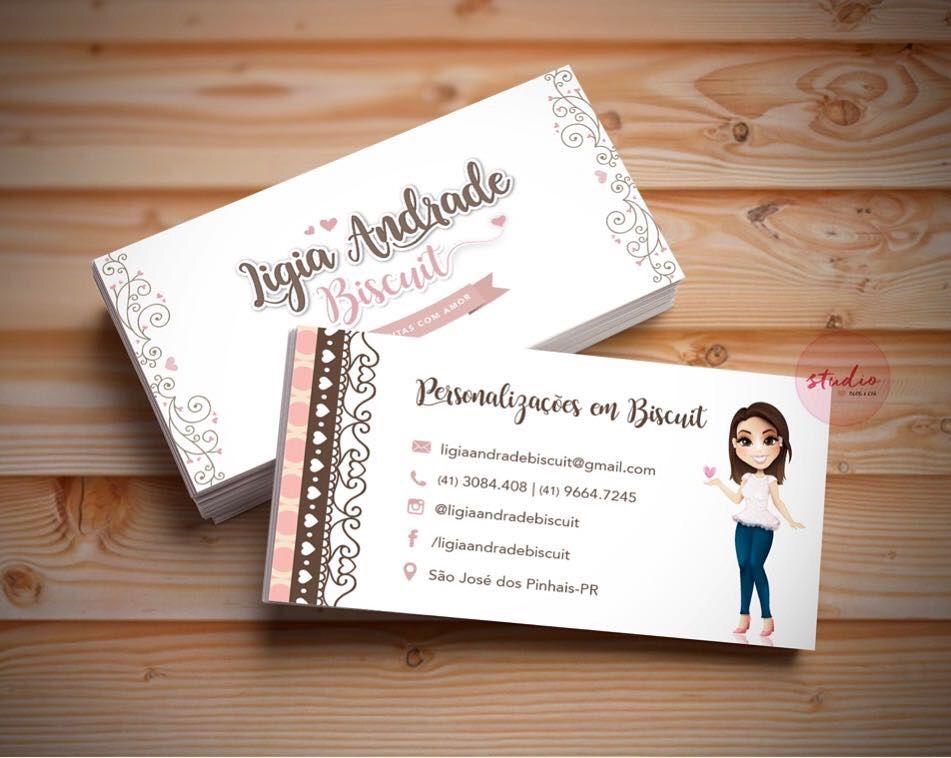 Ligia Andrade
Biscuit
COM AMOR
Personalizações em Biscuit
ligiaandradebiscuit@gmail.com
(41) 3084.408 | (41) 9664.7245
@ligiaandradebiscuit
/ligiaandradebiscuit
São José dos Pinhais-PR
studio